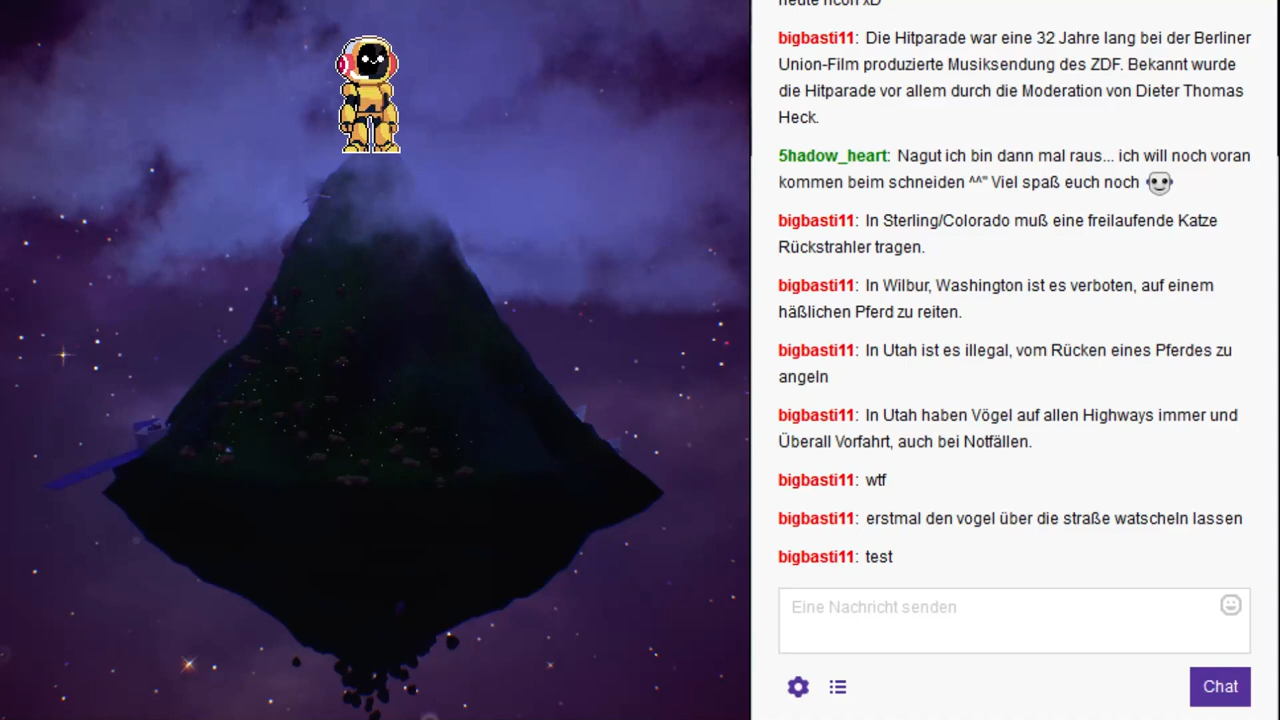 bigbasti11: Die Hitparade war eine 32 Jahre lang bei der Berliner
Union-Film produzierte Musiksendung des ZDF. Bekannt wurde
die Hitparade vor allem durch die Moderation von Dieter Thomas
Heck.
5hadow_heart: Nagut ich bin dann mal raus... ich will noch voran
kommen beim schneiden ^^" Viel spaß euch noch
bigbasti11: In Sterling/Colorado muß eine freilaufende Katze
Rückstrahler tragen.
bigbasti11: In Wilbur, Washington ist es verboten, auf einem
häßlichen Pferd zu reiten.
bigbasti11: In Utah ist es illegal, vom Rücken eines Pferdes zu
angeln
bigbasti11: In Utah haben Vögel auf allen Highways immer und
Überall Vorfahrt, auch bei Notfällen.
bigbasti11: wtf
bigbasti11: erstmal den vogel über die straße watscheln lassen
bigbasti11: test
Eine Nachricht senden
Chat